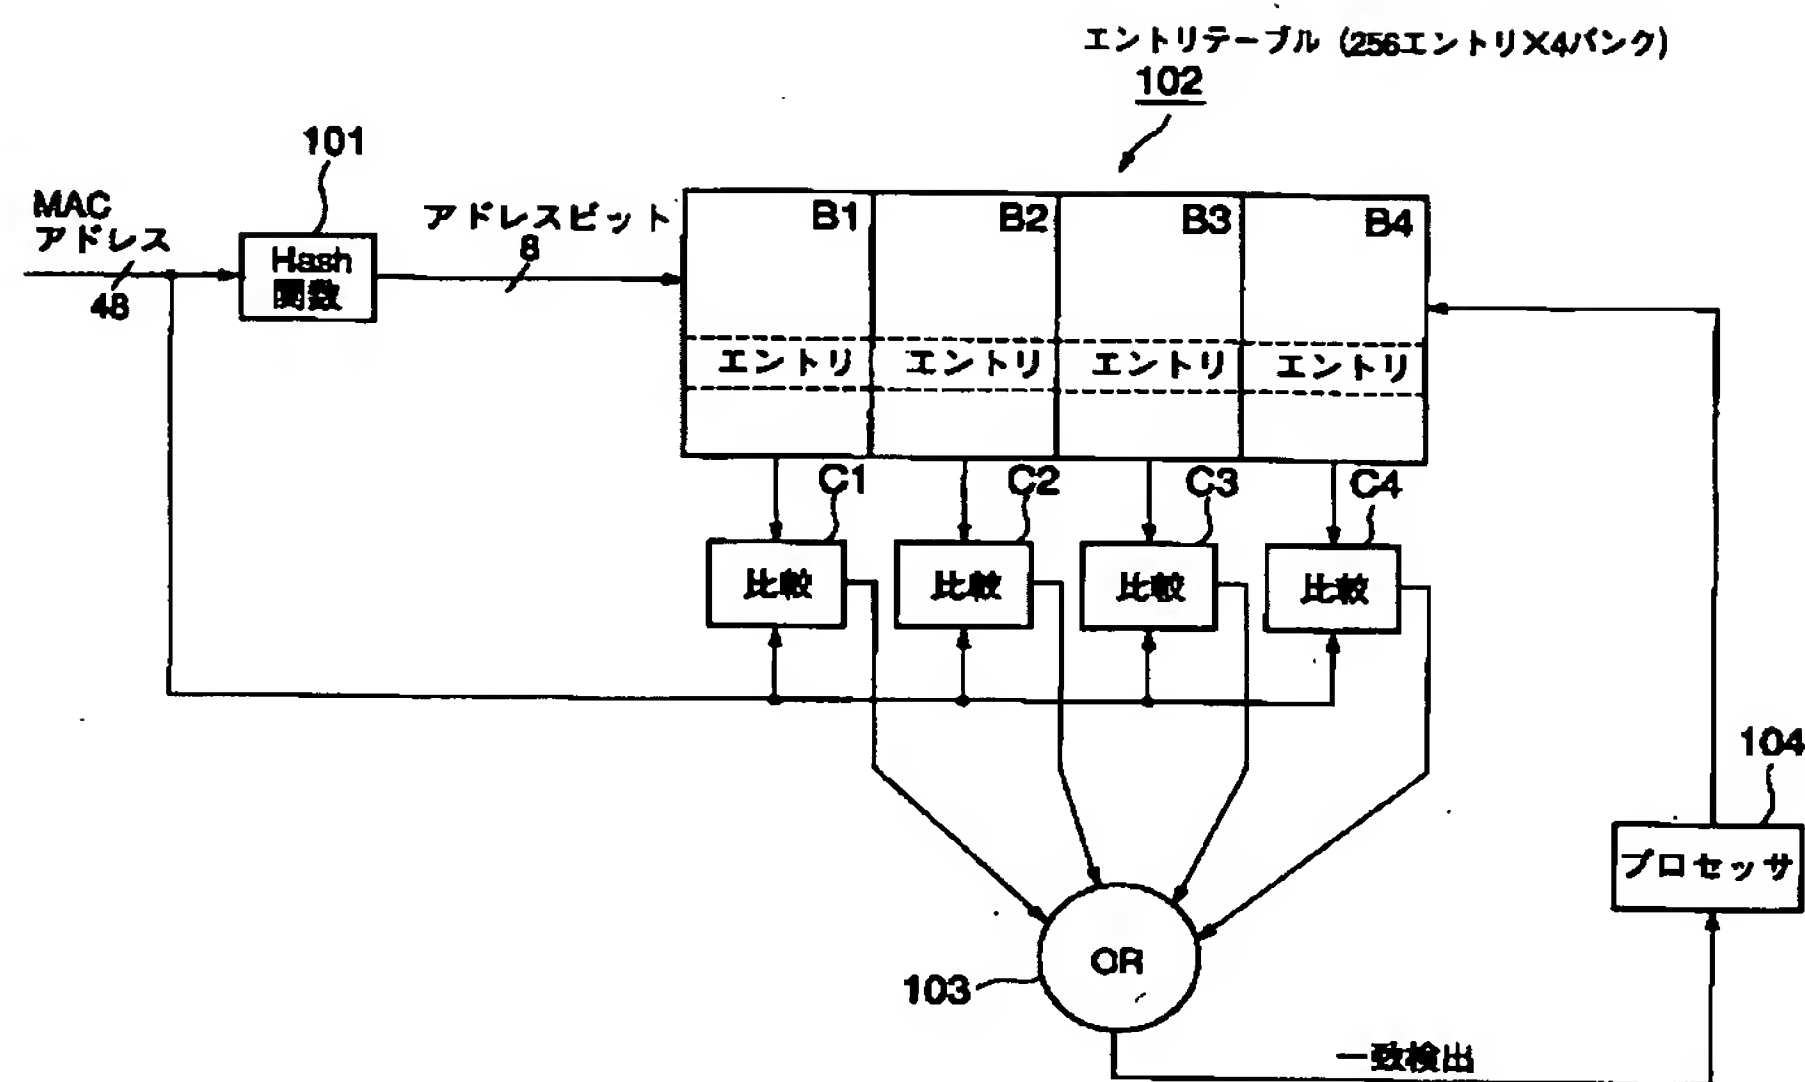 エントリテーブル (256エントリ×4バンク)
102
101
MAC
アドレス
48
Hash
関数
アドレスビット
8
B1
B2
B3
B4
エントリ
エントリ
エントリ
エントリ
C1
C2
C3
C4
比較
比較
比較
比較
104
プロセッサ
OR
103
一致検出